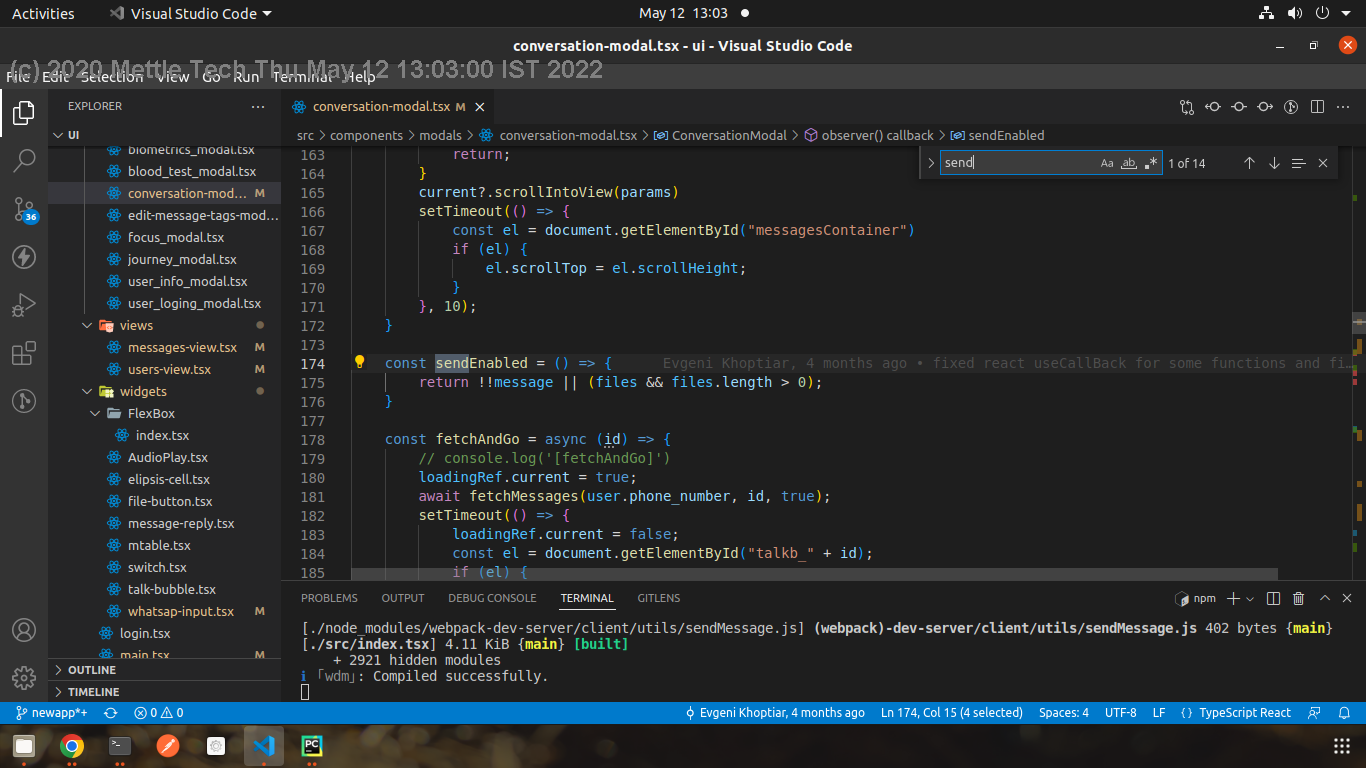 Activities
Visual Studio Code
May 12 13:03
conversation-modal.tsx - ui - Visual Studio Code
File Edit Selection View Go Run Terminal Help
(c) 2020 Mettle Tech Thu May 12 13:03:00 IST 2022
EXPLORER
UI
biometrics_modal.tsx
blood_test_modal.tsx
conversation-mod... M
edit-message-tags-mod...
focus_modal.tsx
journey_modal.tsx
user_info_modal.tsx
user_loging_modal.tsx
views
messages-view.tsx M
users-view.tsx M
widgets
FlexBox
index.tsx
AudioPlay.tsx
elipsis-cell.tsx
file-button.tsx
message-reply.tsx
mtable.tsx
switch.tsx
talk-bubble.tsx
whatsap-input.tsx M
login.tsx
main.tsx M
OUTLINE
TIMELINE
36
conversation-modal.tsx M
src > components > modals > conversation-modal.tsx > ConversationModal > observer() callback > sendEnabled
send Aa ab .* 1 of 14
163 return;
164 }
165 current?.scrollIntoView(params)
166 setTimeout(() => {
167 const el = document.getElementById("messagesContainer")
168 if (el) {
169 el.scrollTop = el.scrollHeight;
170 }
171 }, 10);
172 }
173
174 const sendEnabled = () => { Evgeni Khoptiar, 4 months ago • fixed react useCallBack for some functions and fi...
175 return !!message || (files && files.length > 0);
176 }
177
178 const fetchAndGo = async (id) => {
179 // console.log('[fetchAndGo]')
180 loadingRef.current = true;
181 await fetchMessages(user.phone_number, id, true);
182 setTimeout(() => {
183 loadingRef.current = false;
184 const el = document.getElementById("talkb_" + id);
185 if (el) {
PROBLEMS OUTPUT DEBUG CONSOLE TERMINAL GITLENS
npm
[./node_modules/webpack-dev-server/client/utils/sendMessage.js] (webpack)-dev-server/client/utils/sendMessage.js 402 bytes {main}
[./src/index.tsx] 4.11 KiB {main} [built]
+ 2921 hidden modules
i ｢wdm｣: Compiled successfully.
newapp*+ 0 0 Evgeni Khoptiar, 4 months ago Ln 174, Col 15 (4 selected) Spaces: 4 UTF-8 LF {} TypeScript React
PC